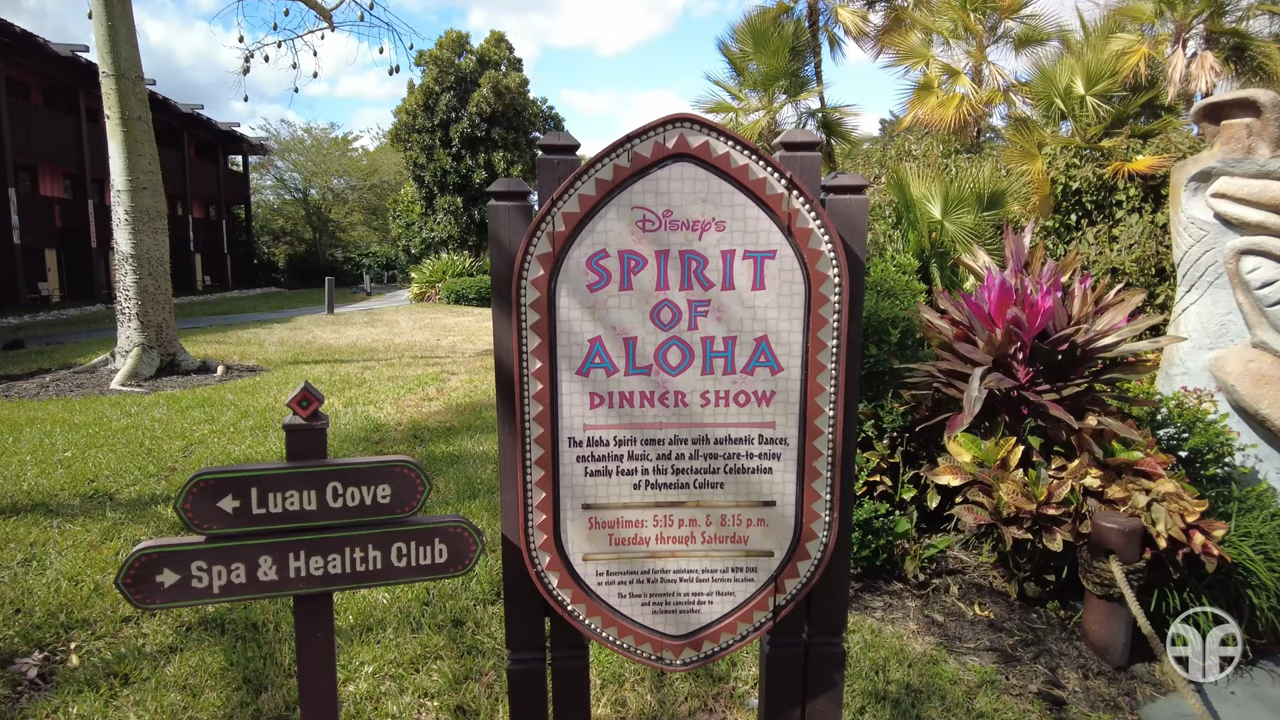 Disney's
SPIRIT
OF
ALOHA
DINNER SHOW
The Aloha Spirit comes alive with authentic Dances,
enchanting Music, and an all-you-care-to-enjoy
Family Feast in this Spectacular Celebration
of Polynesian Culture
Showtimes: 5:15 p.m. & 8:15 p.m.
Tuesday through Saturday
For Reservations and further assistance, please call WDW DINE
or visit any of the Walt Disney World Guest Services location.
The Show is presented in an open-air theater,
and may be canceled due to
inclement weather.
Luau Cove
Spa & Health Club